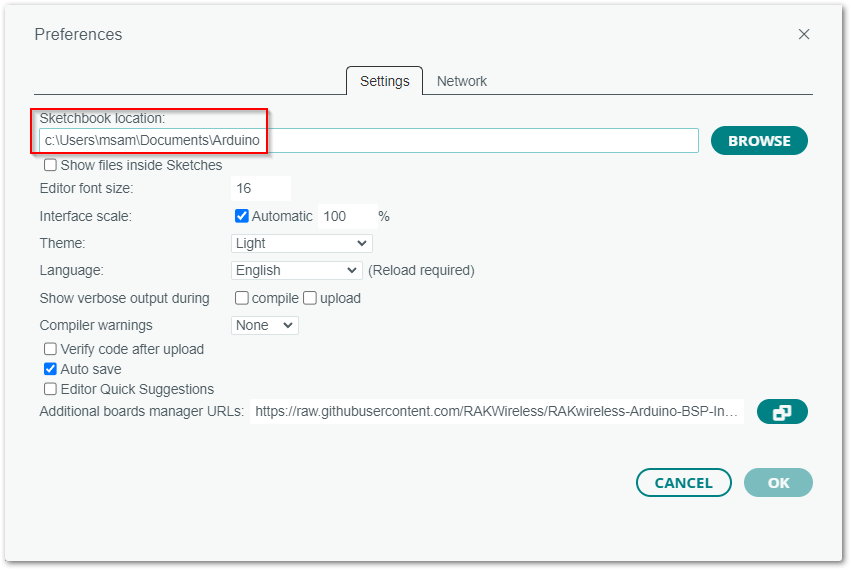 Preferences
Settings Network
Sketchbook location:
c:\Users\msam\Documents\Arduino
BROWSE
Show files inside Sketches
Editor font size: 16
Interface scale: Automatic 100 %
Theme: Light
Language: English (Reload required)
Show verbose output during compile upload
Compiler warnings None
Verify code after upload
Auto save
Editor Quick Suggestions
Additional boards manager URLs: https://raw.githubusercontent.com/RAKWireless/RAKwireless-Arduino-BSP-In...
CANCEL OK